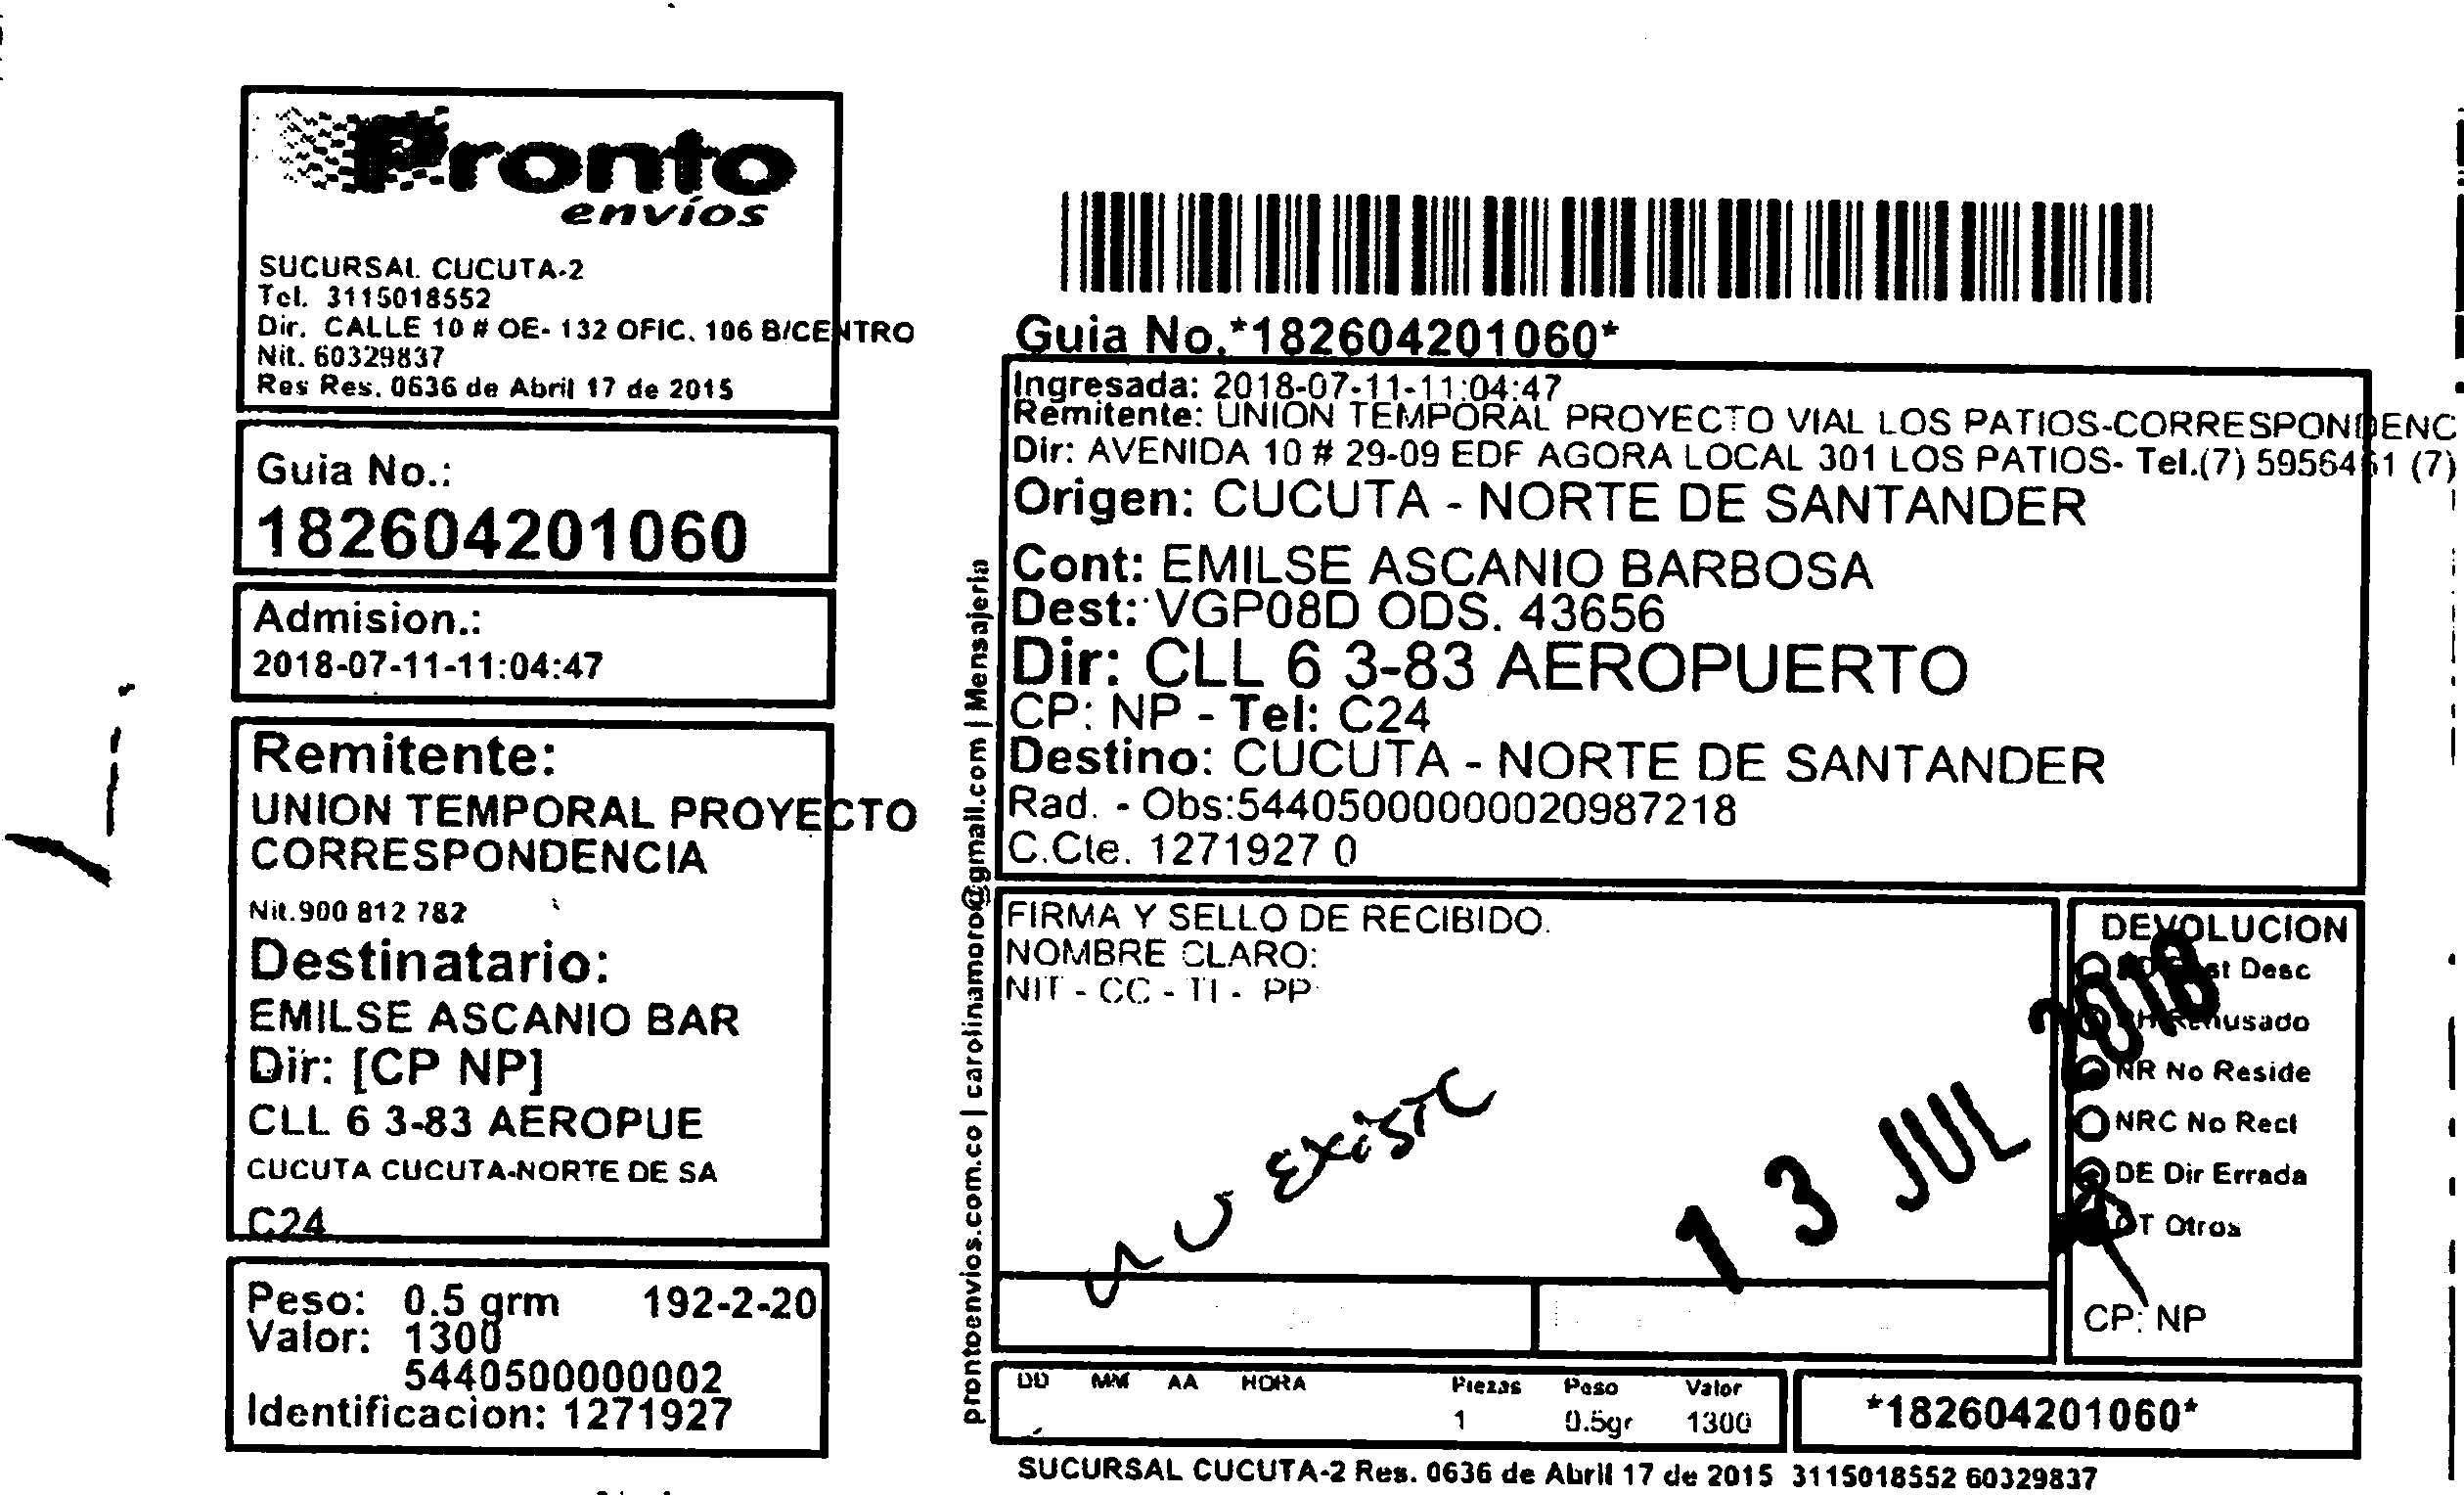 Pronto
envíos
SUCURSAL CUCUTA-2
Tel. 3115018552
Dir. CALLE 10 # OE- 132 OFIC. 106 B/CENTRO
Nit. 60329837
Res Res. 0636 de Abril 17 de 2015
Guia No.:
182604201060
Admision.:
2018-07-11-11:04:47
Remitente:
UNION TEMPORAL PROYECTO
CORRESPONDENCIA
Nit.900 812 782
Destinatario:
EMILSE ASCANIO BAR
Dir: [CP NP]
CLL 6 3-83 AEROPUE
CUCUTA CUCUTA-NORTE DE SA
C24
Peso: 0.5 grm 192-2-20
Valor: 1300
5440500000002
Identificacion: 1271927
prontoenvios.com.co | carolinamoro@gmail.com | Mensajeria
Guia No.*182604201060*
Ingresada: 2018-07-11-11:04:47
Remitente: UNION TEMPORAL PROYECTO VIAL LOS PATIOS-CORRESPONDENC
Dir: AVENIDA 10 # 29-09 EDF AGORA LOCAL 301 LOS PATIOS- Tel.(7) 5956461 (7)
Origen: CUCUTA - NORTE DE SANTANDER
Cont: EMILSE ASCANIO BARBOSA
Dest: VGP08D ODS. 43656
Dir: CLL 6 3-83 AEROPUERTO
CP: NP - Tel: C24
Destino: CUCUTA - NORTE DE SANTANDER
Rad. - Obs:544050000000020987218
C.Cte. 1271927 0
FIRMA Y SELLO DE RECIBIDO.
NOMBRE CLARO:
NIT - CC - TI - PP
NO EXISTE
13 JUL 2018
DEVOLUCION
Desc
Rehusado
NR No Reside
NRC No Recl
DE Dir Errada
OT Otros
CP: NP
DD MM AA HORA Piezas Peso Valor
1 0.5gr 1300
*182604201060*
SUCURSAL CUCUTA-2 Res. 0636 de Abril 17 de 2015 3115018552 60329837